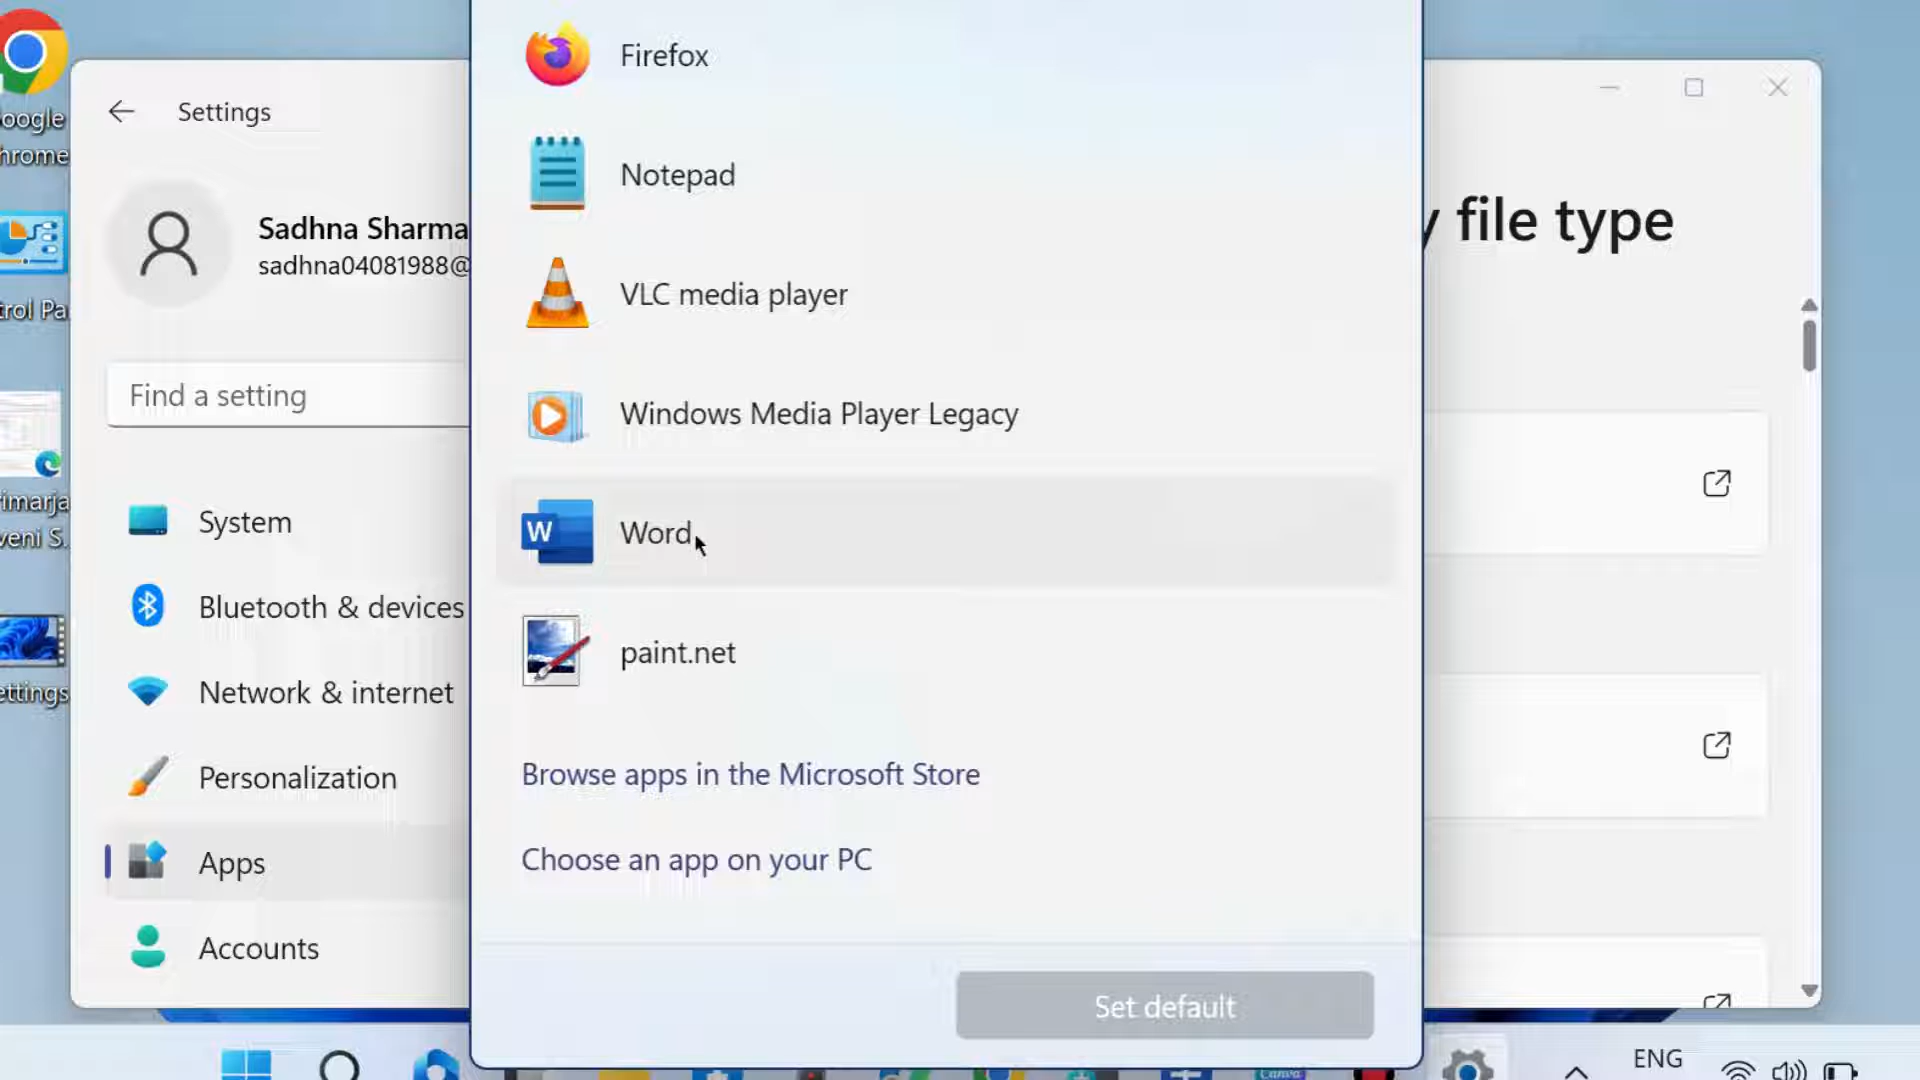 Firefox
Notepad
VLC media player
Windows Media Player Legacy
W
Word
paint.net
Browse apps in the Microsoft Store
Choose an app on your PC
Set default
Settings
Sadhna Sharma
sadhna04081988@
Find a setting
System
Bluetooth & devices
Network & internet
Personalization
Apps
Accounts
file type
oogle
hrome
trol Pa
imarja
veni S.
ettings
Canva
ENG